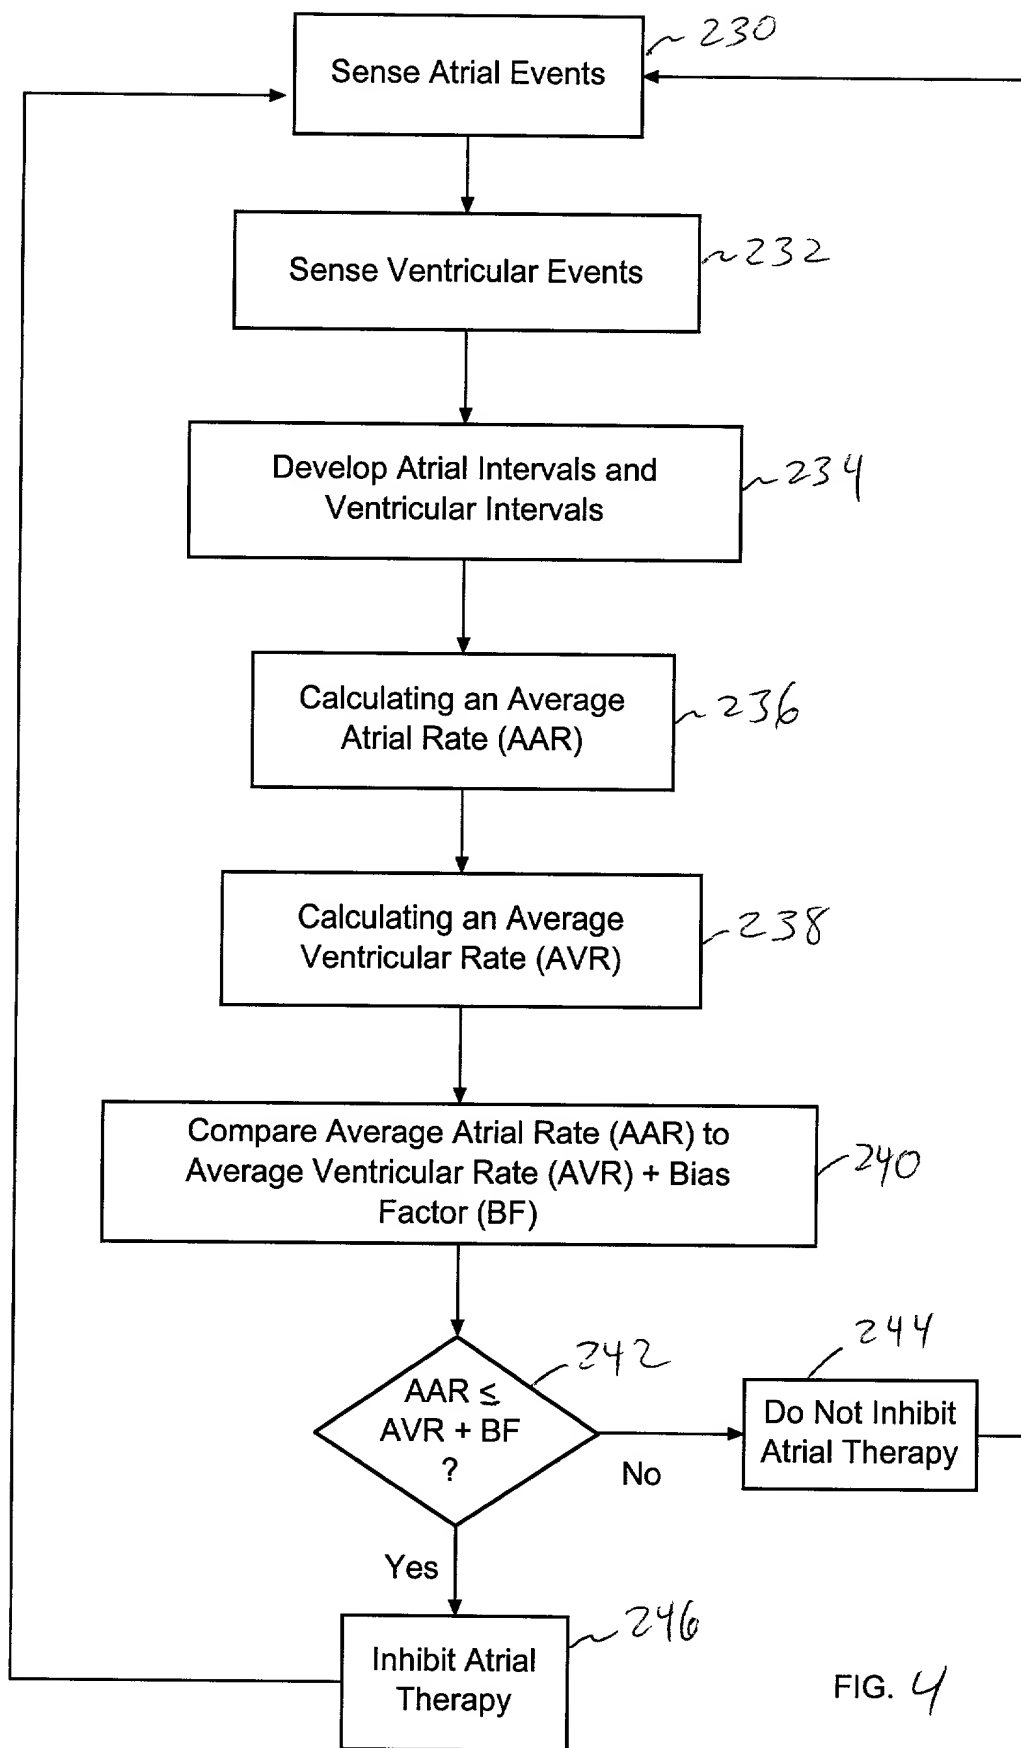 Sense Atrial Events
230
Sense Ventricular Events
232
Develop Atrial Intervals and
Ventricular Intervals
234
Calculating an Average
Atrial Rate (AAR)
236
Calculating an Average
Ventricular Rate (AVR)
238
Compare Average Atrial Rate (AAR) to
Average Ventricular Rate (AVR) + Bias
Factor (BF)
240
AAR ≤
AVR + BF
?
242
No
Do Not Inhibit
Atrial Therapy
244
Yes
Inhibit Atrial
Therapy
246
FIG. 4